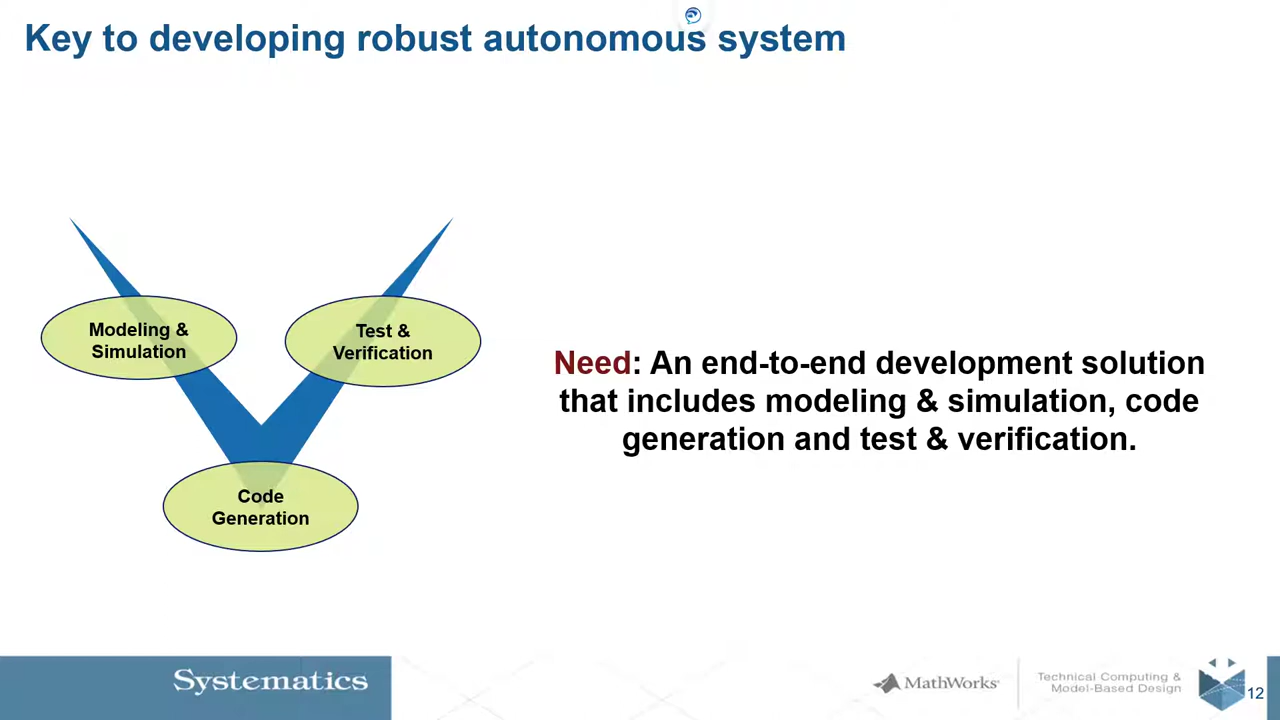 Key to developing robust autonomous system
Modeling &
Simulation
Test &
Verification
Code
Generation
Need: An end-to-end development solution
that includes modeling & simulation, code
generation and test & verification.
Systematics
MathWorks
Technical Computing &
Model-Based Design
12